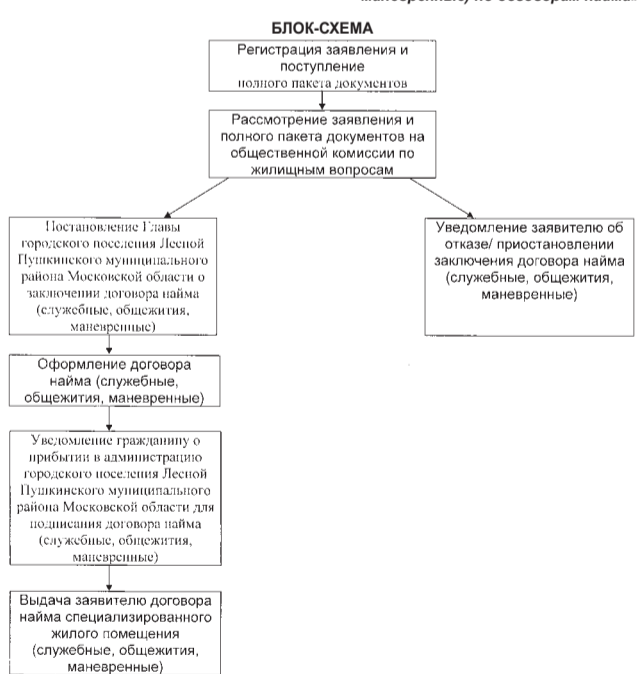 маневренные) по договорам найма
БЛОК-СХЕМА
Регистрация заявления и
поступление
полного пакета документов
Рассмотрение заявления и
полного пакета документов на
общественной комиссии по
жилищным вопросам
Постановление Главы
городского поселения Лесной
Пушкинского муниципального
района Московской области о
заключении договора найма
(служебные, общежития,
маневренные)
Уведомление заявителю об
отказе/ приостановлении
заключения договора найма
(служебные, общежития,
маневренные)
Оформление договора
найма (служебные,
общежития, маневренные)
Уведомление гражданину о
прибытии в администрацию
городского поселения Лесной
Пушкинского муниципального
района Московской области для
подписания договора найма
(служебные, общежития,
маневренные)
Выдача заявителю договора
найма специализированного
жилого помещения
(служебные, общежития,
маневренные)